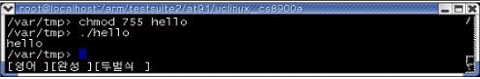 root@localhost:/arm/testsuite2/at91/uclinux_cs8900a
/var/tmp> chmod 755 hello
/var/tmp> ./hello
hello
/var/tmp>
[영어 ][완성 ][두벌식 ]